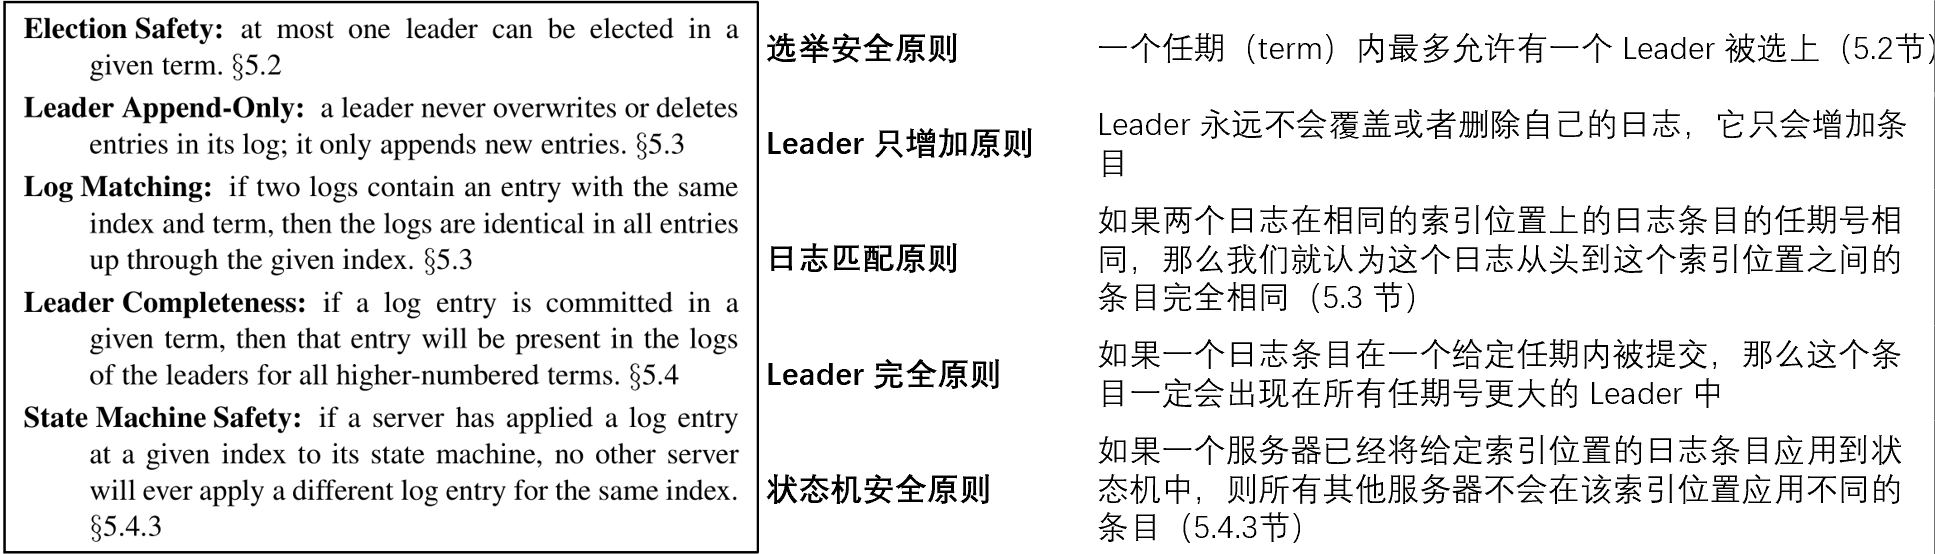 Election Safety: at most one leader can be elected in a
given term. §5.2
Leader Append-Only: a leader never overwrites or deletes
entries in its log; it only appends new entries. §5.3
Log Matching: if two logs contain an entry with the same
index and term, then the logs are identical in all entries
up through the given index. §5.3
Leader Completeness: if a log entry is committed in a
given term, then that entry will be present in the logs
of the leaders for all higher-numbered terms. §5.4
State Machine Safety: if a server has applied a log entry
at a given index to its state machine, no other server
will ever apply a different log entry for the same index.
§5.4.3
选举安全原则
一个任期（term）内最多允许有一个 Leader 被选上（5.2节）
Leader 只增加原则
Leader 永远不会覆盖或者删除自己的日志，它只会增加条
目
日志匹配原则
如果两个日志在相同的索引位置上的日志条目的任期号相
同，那么我们就认为这个日志从头到这个索引位置之间的
条目完全相同（5.3 节）
Leader 完全原则
如果一个日志条目在一个给定任期内被提交，那么这个条
目一定会出现在所有任期号更大的 Leader 中
状态机安全原则
如果一个服务器已经将给定索引位置的日志条目应用到状
态机中，则所有其他服务器不会在该索引位置应用不同的
条目（5.4.3节）